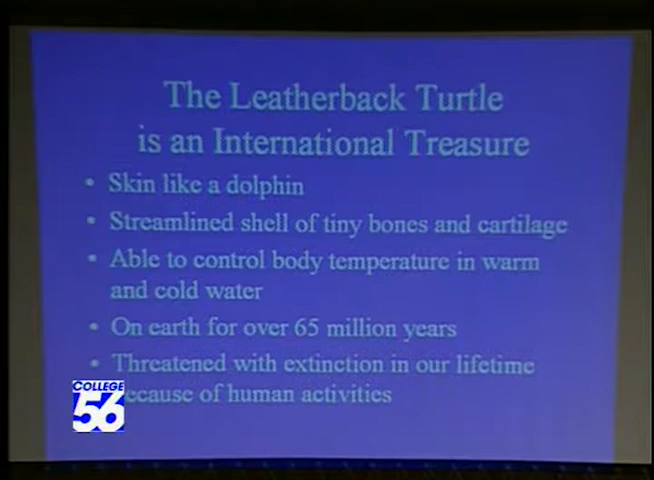 The Leatherback Turtle
is an International Treasure
• Skin like a dolphin
• Streamlined shell of tiny bones and cartilage
• Able to control body temperature in warm
and cold water
• On earth for over 65 million years
• Threatened with extinction in our lifetime
because of human activities
COLLEGE
56